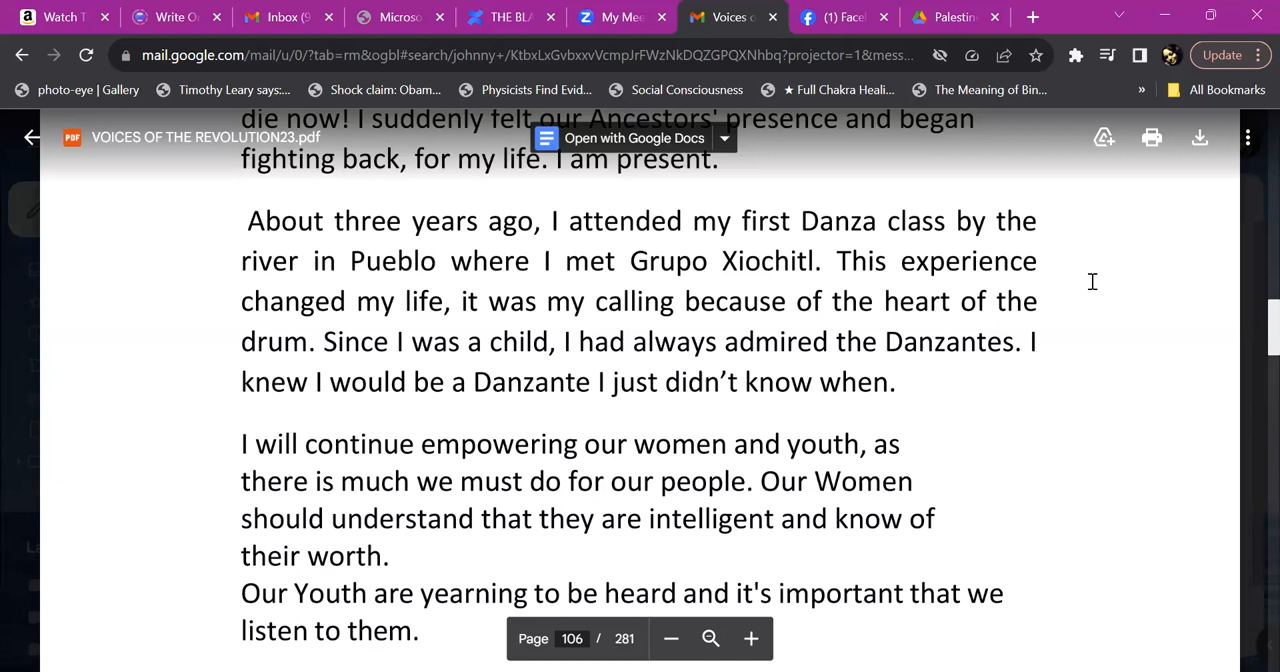 Watch T
Write O
Inbox (9
Microso
THE BLA
My Mee
Voices o
(1) Face
Palestin
mail.google.com/mail/u/0/?tab=rm&ogbl#search/johnny+/KtbxLxGvbxxvVcmpJrFWzNkDQZGPQXNhbq?projector=1&mess...
Update
photo-eye | Gallery
Timothy Leary says:...
Shock claim: Obam...
Physicists Find Evid...
Social Consciousness
★ Full Chakra Heali...
The Meaning of Bin...
»
All Bookmarks
die now! I suddenly felt our Ancestors' presence and began
PDF VOICES OF THE REVOLUTION23.pdf
Open with Google Docs
fighting back, for my life. I am present.
About three years ago, I attended my first Danza class by the
river in Pueblo where I met Grupo Xiochitl. This experience
changed my life, it was my calling because of the heart of the
drum. Since I was a child, I had always admired the Danzantes. I
knew I would be a Danzante I just didn't know when.
I will continue empowering our women and youth, as
there is much we must do for our people. Our Women
should understand that they are intelligent and know of
their worth.
Our Youth are yearning to be heard and it's important that we
listen to them.
Page 106 / 281